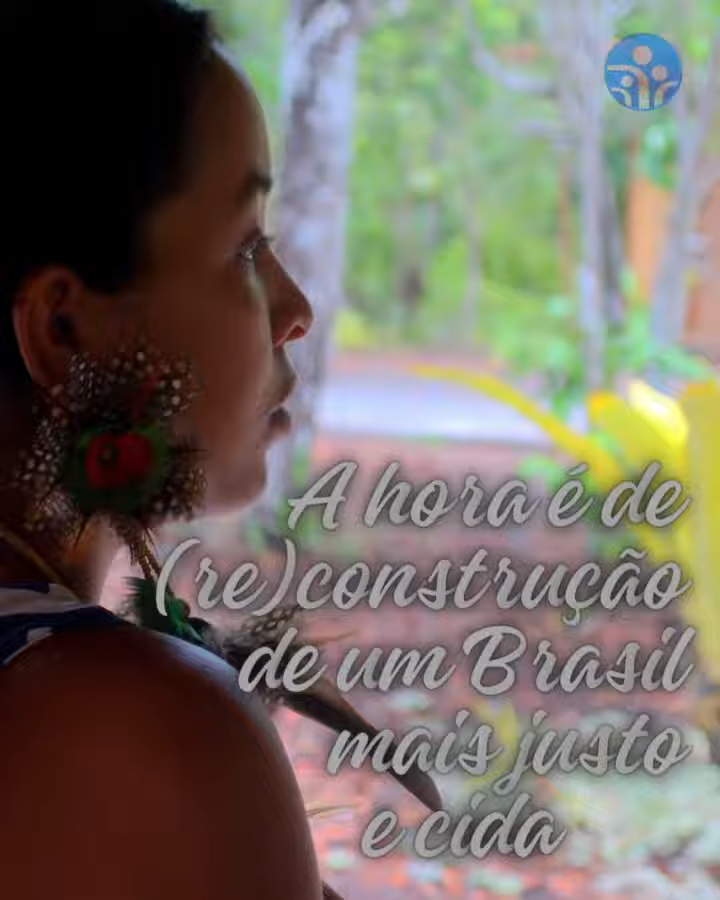 A hora é de
(re)construção
de um Brasil
mais justo
e cida